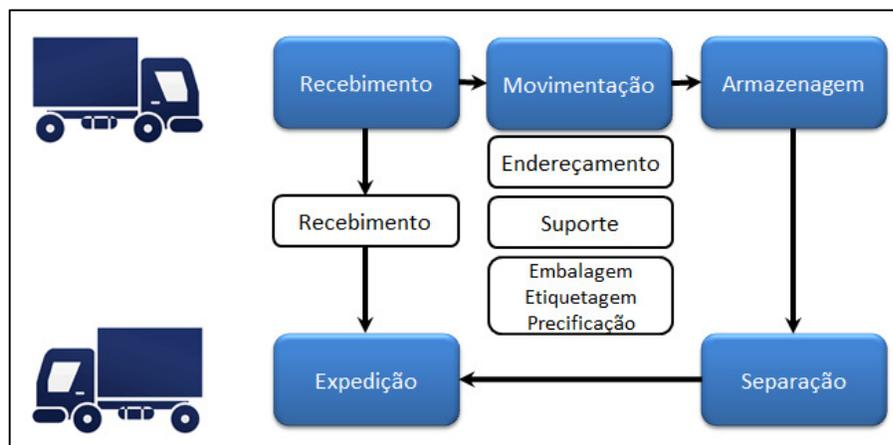 Recebimento
Movimentação
Armazenagem
Endereçamento
Recebimento
Suporte
Embalagem
Etiquetagem
Precificação
Expedição
Separação